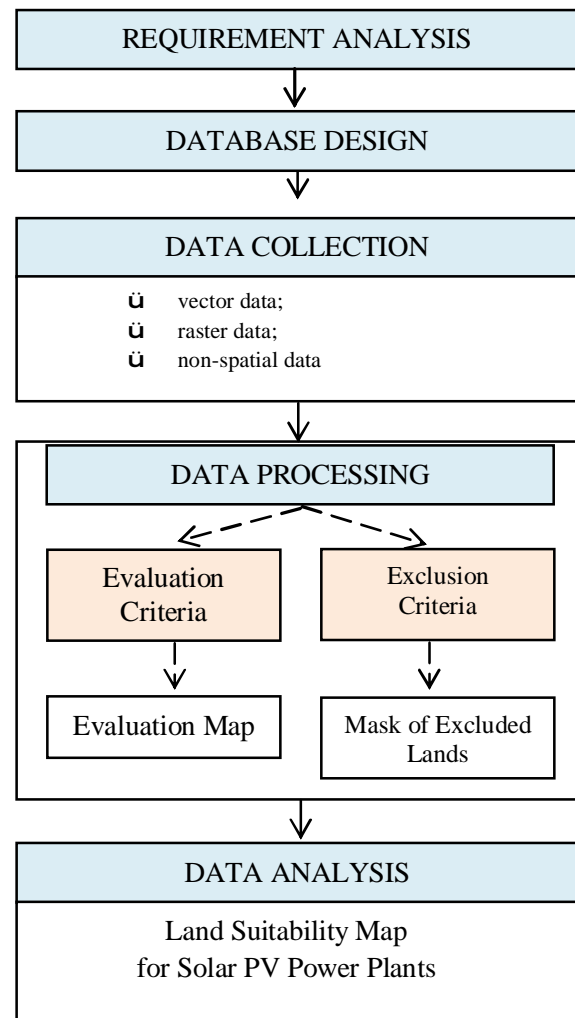 REQUIREMENT ANALYSIS
DATABASE DESIGN
DATA COLLECTION
ü vector data;
ü raster data;
ü non-spatial data
DATA PROCESSING
Evaluation
Criteria
Exclusion
Criteria
Evaluation Map
Mask of Excluded
Lands
DATA ANALYSIS
Land Suitability Map
for Solar PV Power Plants